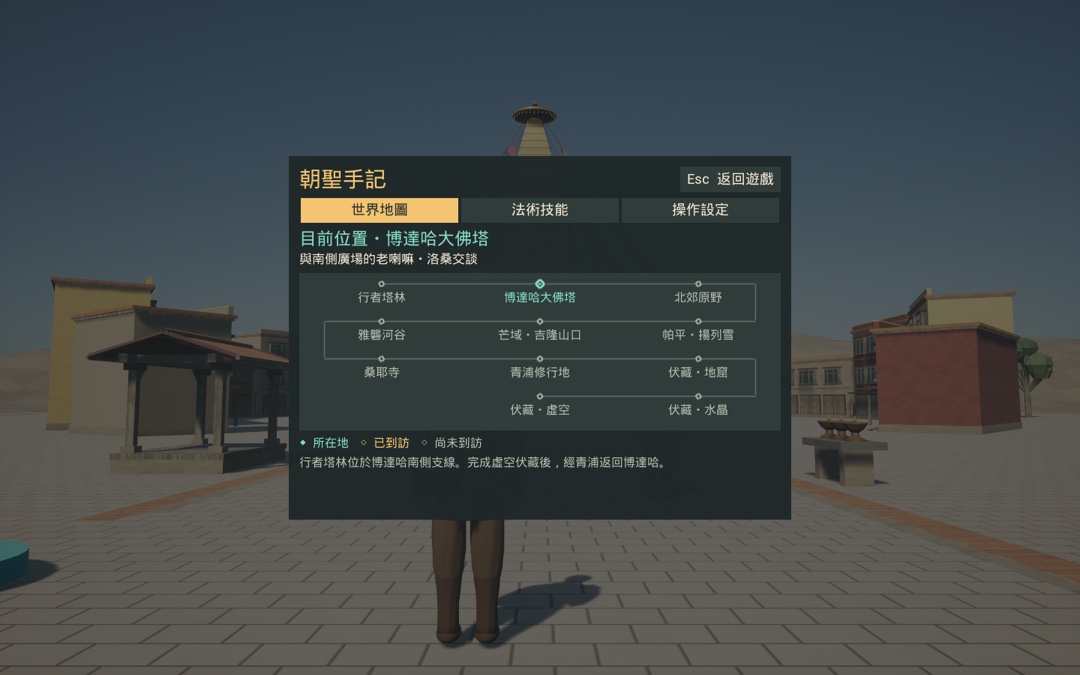 朝聖手記
Esc 返回遊戲
世界地圖 法術技能 操作設定
目前位置・博達哈大佛塔
與南側廣場的老喇嘛・洛桑交談
行者塔林 博達哈大佛塔 北郊原野
雅礱河谷 芒域・吉隆山口 帕平・揚列雪
桑耶寺 青浦修行地 伏藏・地窟
伏藏・虛空 伏藏・水晶
所在地 已到訪 尚未到訪
行者塔林位於博達哈南側支線。完成虛空伏藏後，經青浦返回博達哈。